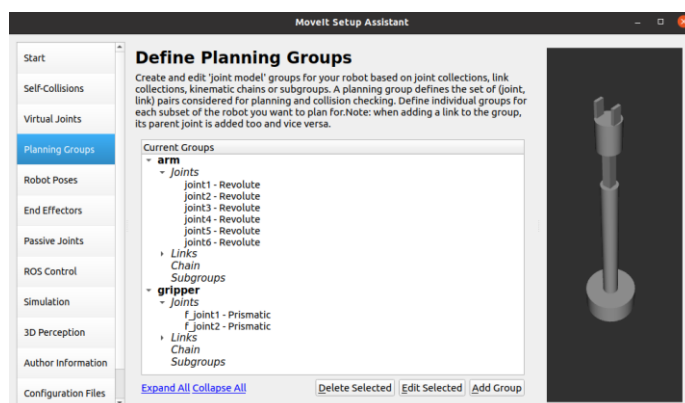 MoveIt Setup Assistant
Start
Self-Collisions
Virtual Joints
Planning Groups
Robot Poses
End Effectors
Passive Joints
ROS Control
Simulation
3D Perception
Author Information
Configuration Files
Define Planning Groups
Create and edit 'joint model' groups for your robot based on joint collections, link
collections, kinematic chains or subgroups. A planning group defines the set of (joint,
link) pairs considered for planning and collision checking. Define individual groups for
each subset of the robot you want to plan for.Note: when adding a link to the group,
its parent joint is added too and vice versa.
Current Groups
arm
Joints
joint1 - Revolute
joint2 - Revolute
joint3 - Revolute
joint4 - Revolute
joint5 - Revolute
joint6 - Revolute
Links
Chain
Subgroups
gripper
Joints
f_joint1 - Prismatic
f_joint2 - Prismatic
Links
Chain
Subgroups
Expand All Collapse All Delete Selected Edit Selected Add Group